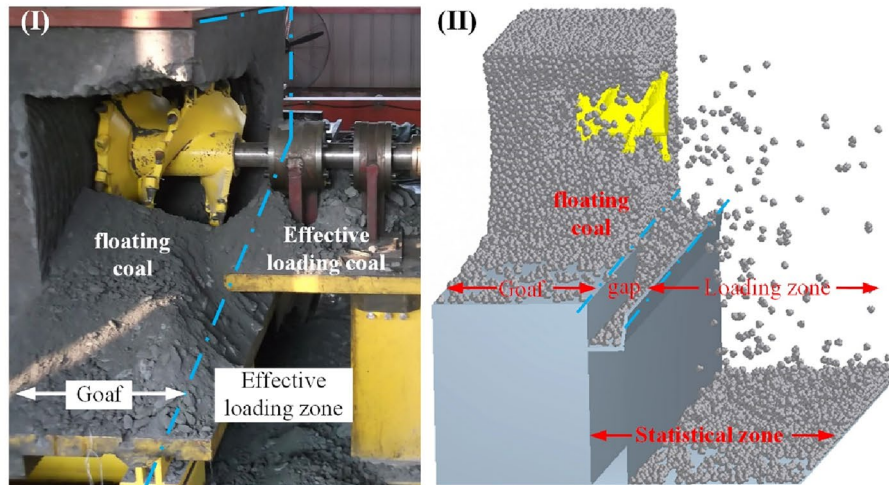 (I)
floating
coal
Effective
loading coal
Goaf
Effective
loading zone
(II)
floating
coal
Goaf
gap
Loading zone
Statistical zone